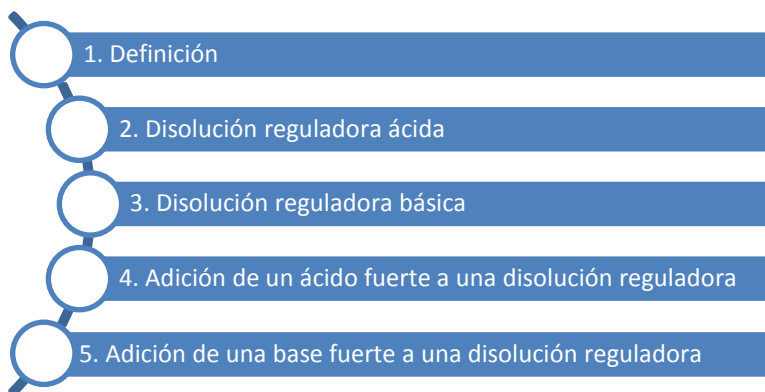 1. Definición
2. Disolución reguladora ácida
3. Disolución reguladora básica
4. Adición de un ácido fuerte a una disolución reguladora
5. Adición de una base fuerte a una disolución reguladora